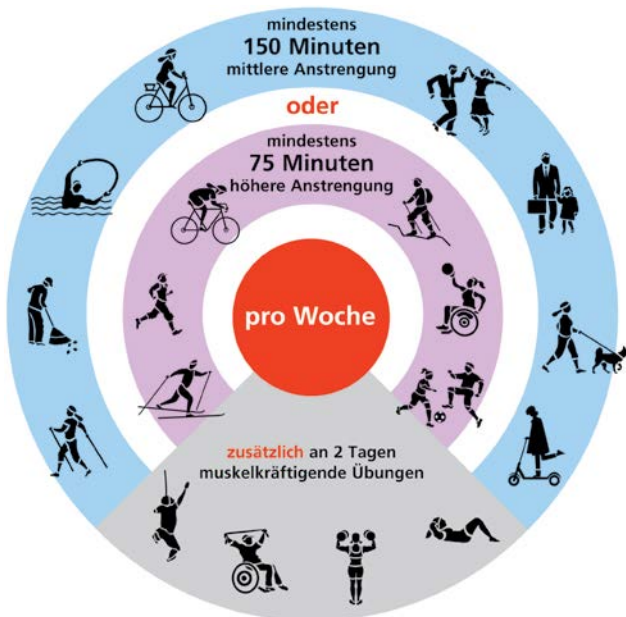 mindestens
150 Minuten
mittlere Anstrengung
oder
mindestens
75 Minuten
höhere Anstrengung
pro Woche
zusätzlich an 2 Tagen
muskelkräftigende Übungen